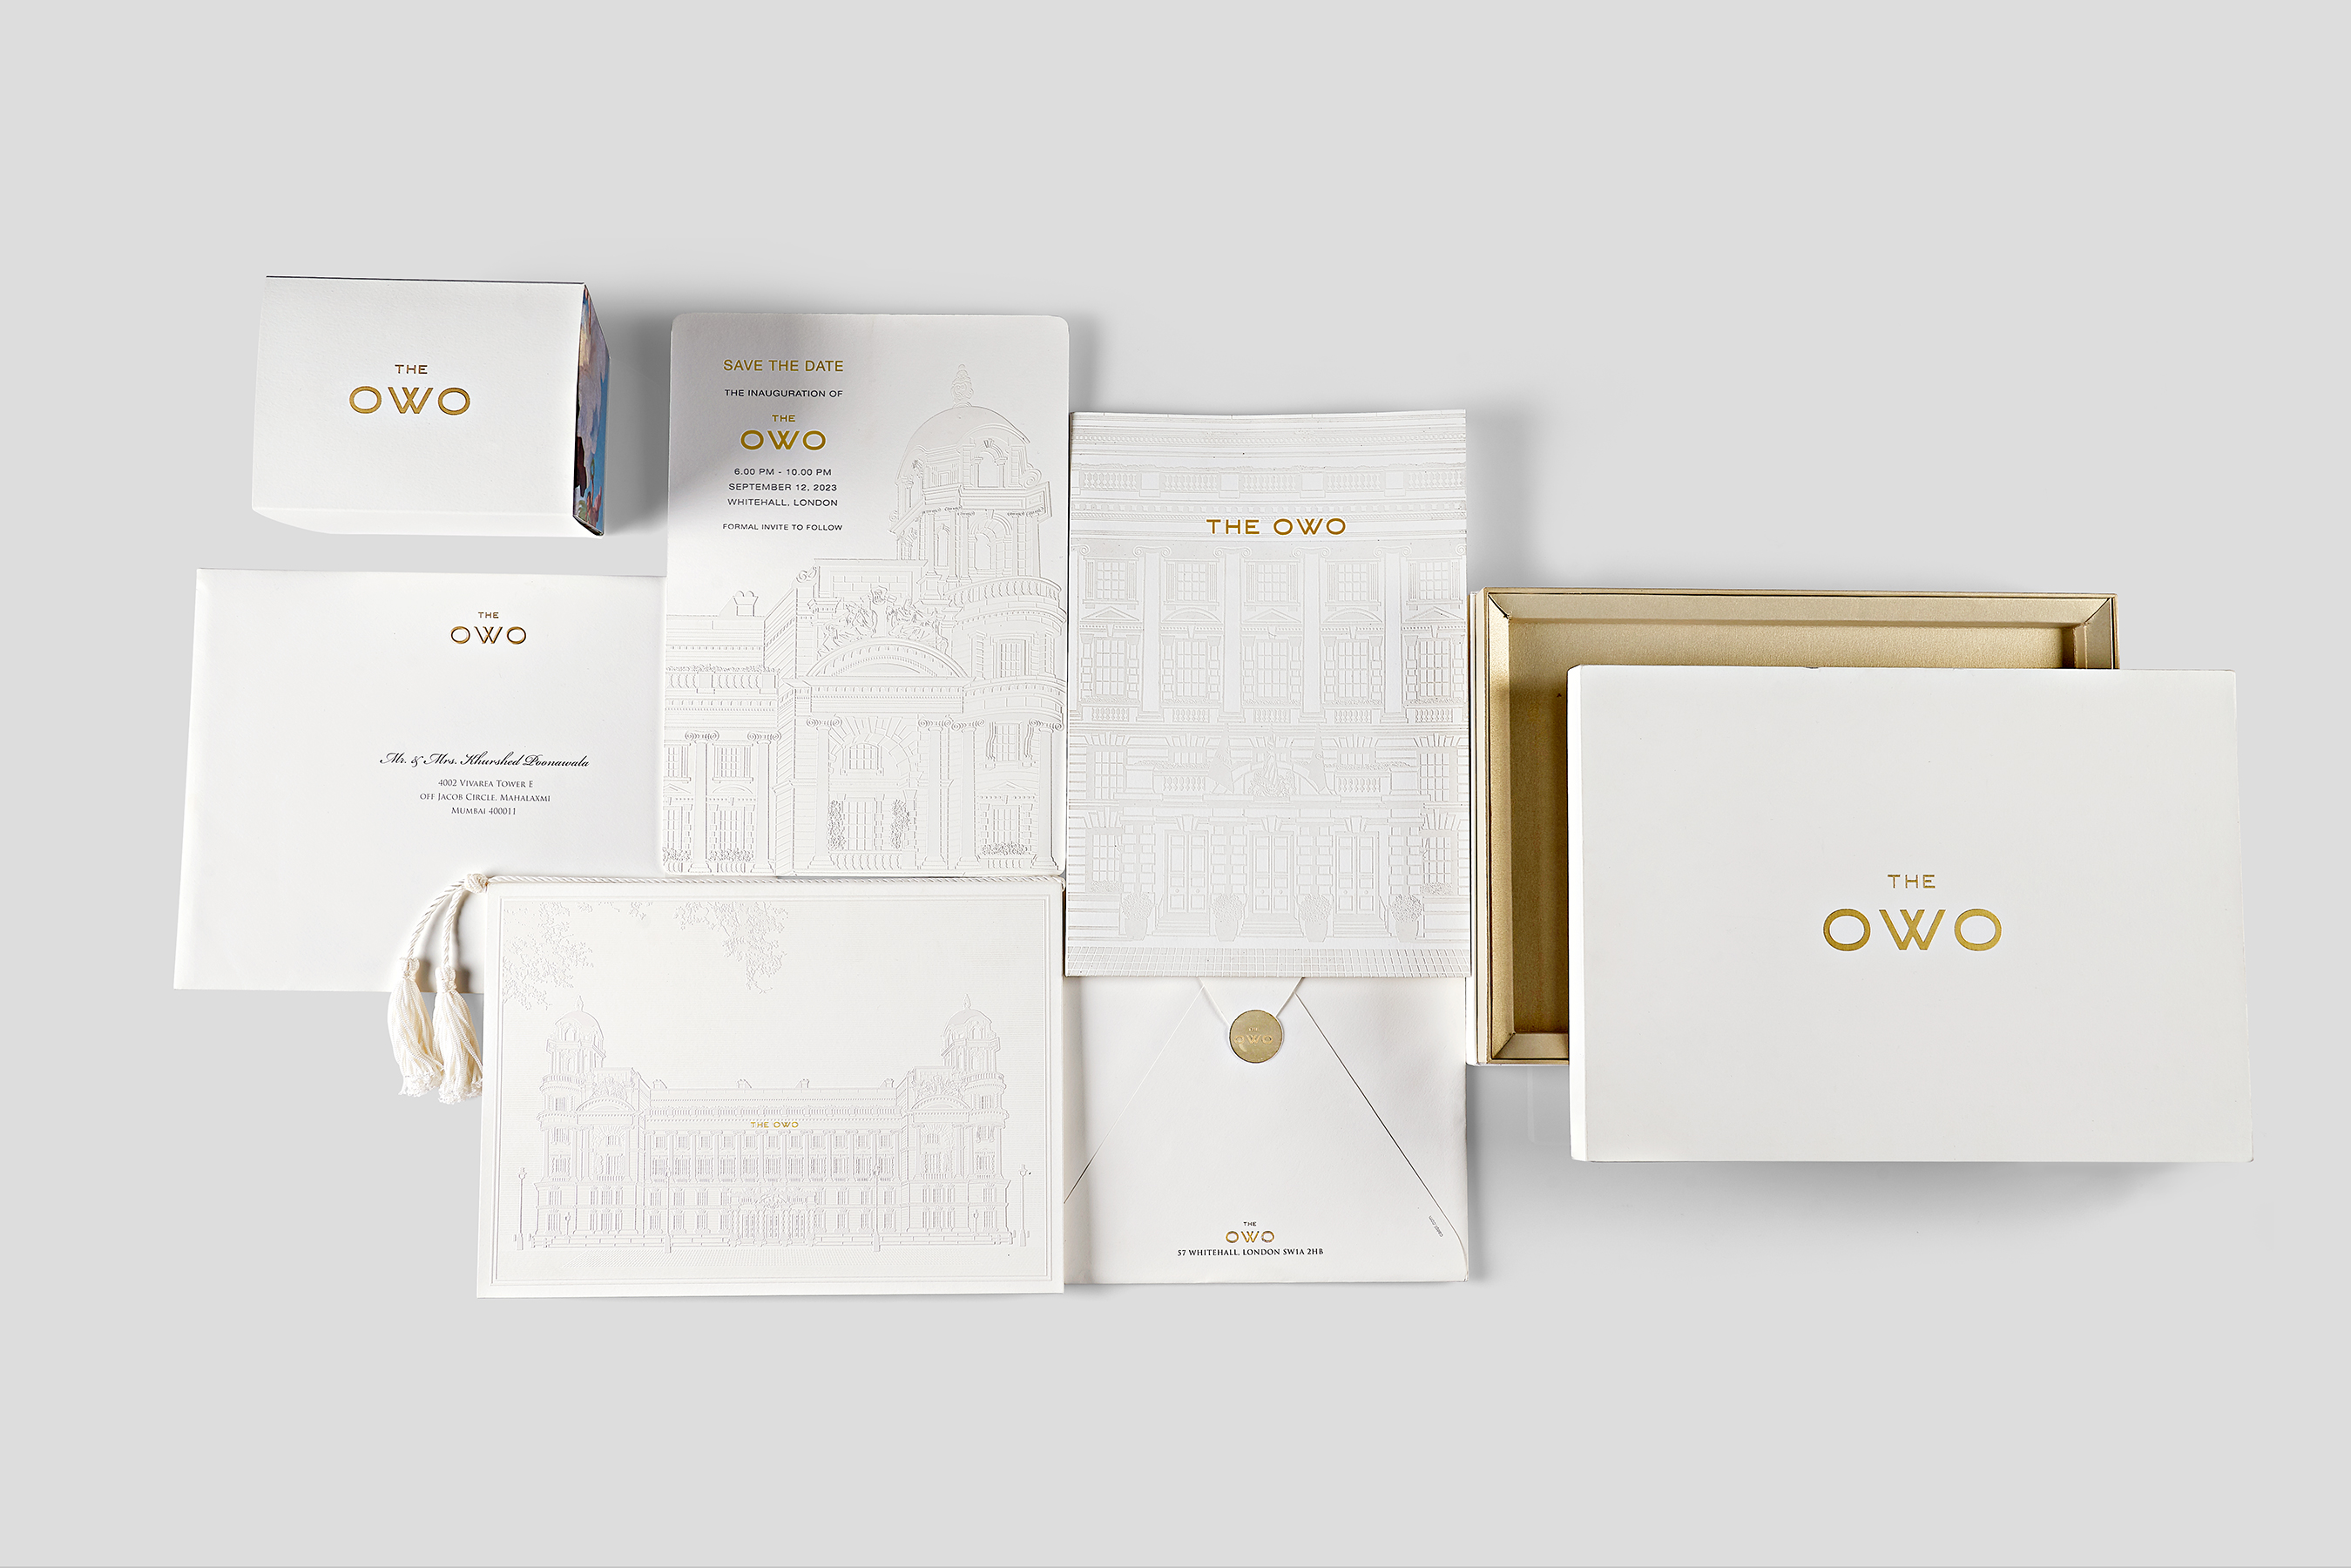 THE
OWO
SAVE THE DATE
THE INAUGURATION OF
THE
OWO
6.00 PM - 10.00 PM
SEPTEMBER 12, 2023
WHITEHALL, LONDON
FORMAL INVITE TO FOLLOW
THE OWO
THE
OWO
Mr. & Mrs. Khurshed Poonawala
4002 VIVAREA TOWER E
OFF JACOB CIRCLE, MAHALAXMI
MUMBAI 400011
THE OWO
THE
OWO
THE
OWO
57 WHITEHALL, LONDON SW1A 2HB
THE
OWO